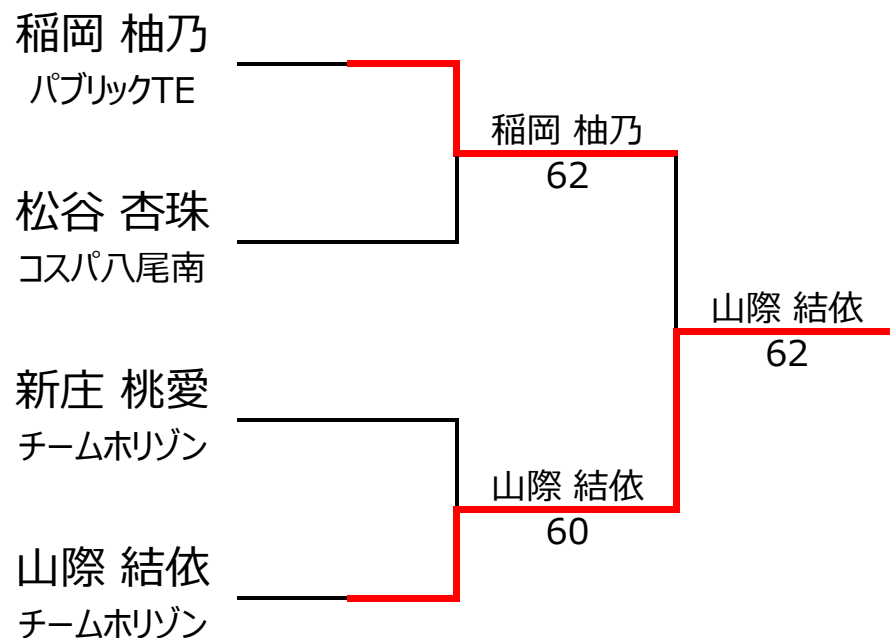 稲岡 柚乃
パブリックTE
稲岡 柚乃
62
松谷 杏珠
コスパ八尾南
山際 結依
62
新庄 桃愛
チームホリゾン
山際 結依
60
山際 結依
チームホリゾン